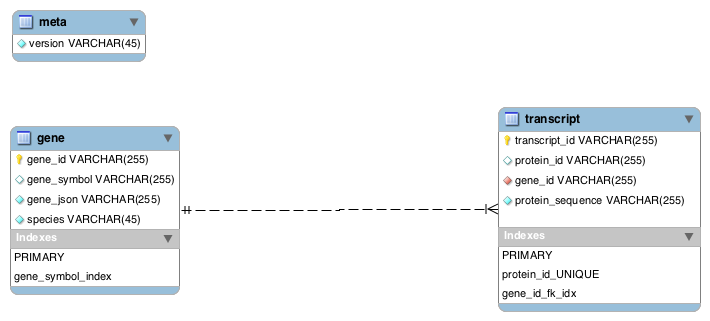 meta
version VARCHAR(45)
gene
gene_id VARCHAR(255)
gene_symbol VARCHAR(255)
gene_json VARCHAR(255)
species VARCHAR(45)
Indexes
PRIMARY
gene_symbol_index
transcript
transcript_id VARCHAR(255)
protein_id VARCHAR(255)
gene_id VARCHAR(255)
protein_sequence VARCHAR(255)
Indexes
PRIMARY
protein_id_UNIQUE
gene_id_fk_idx